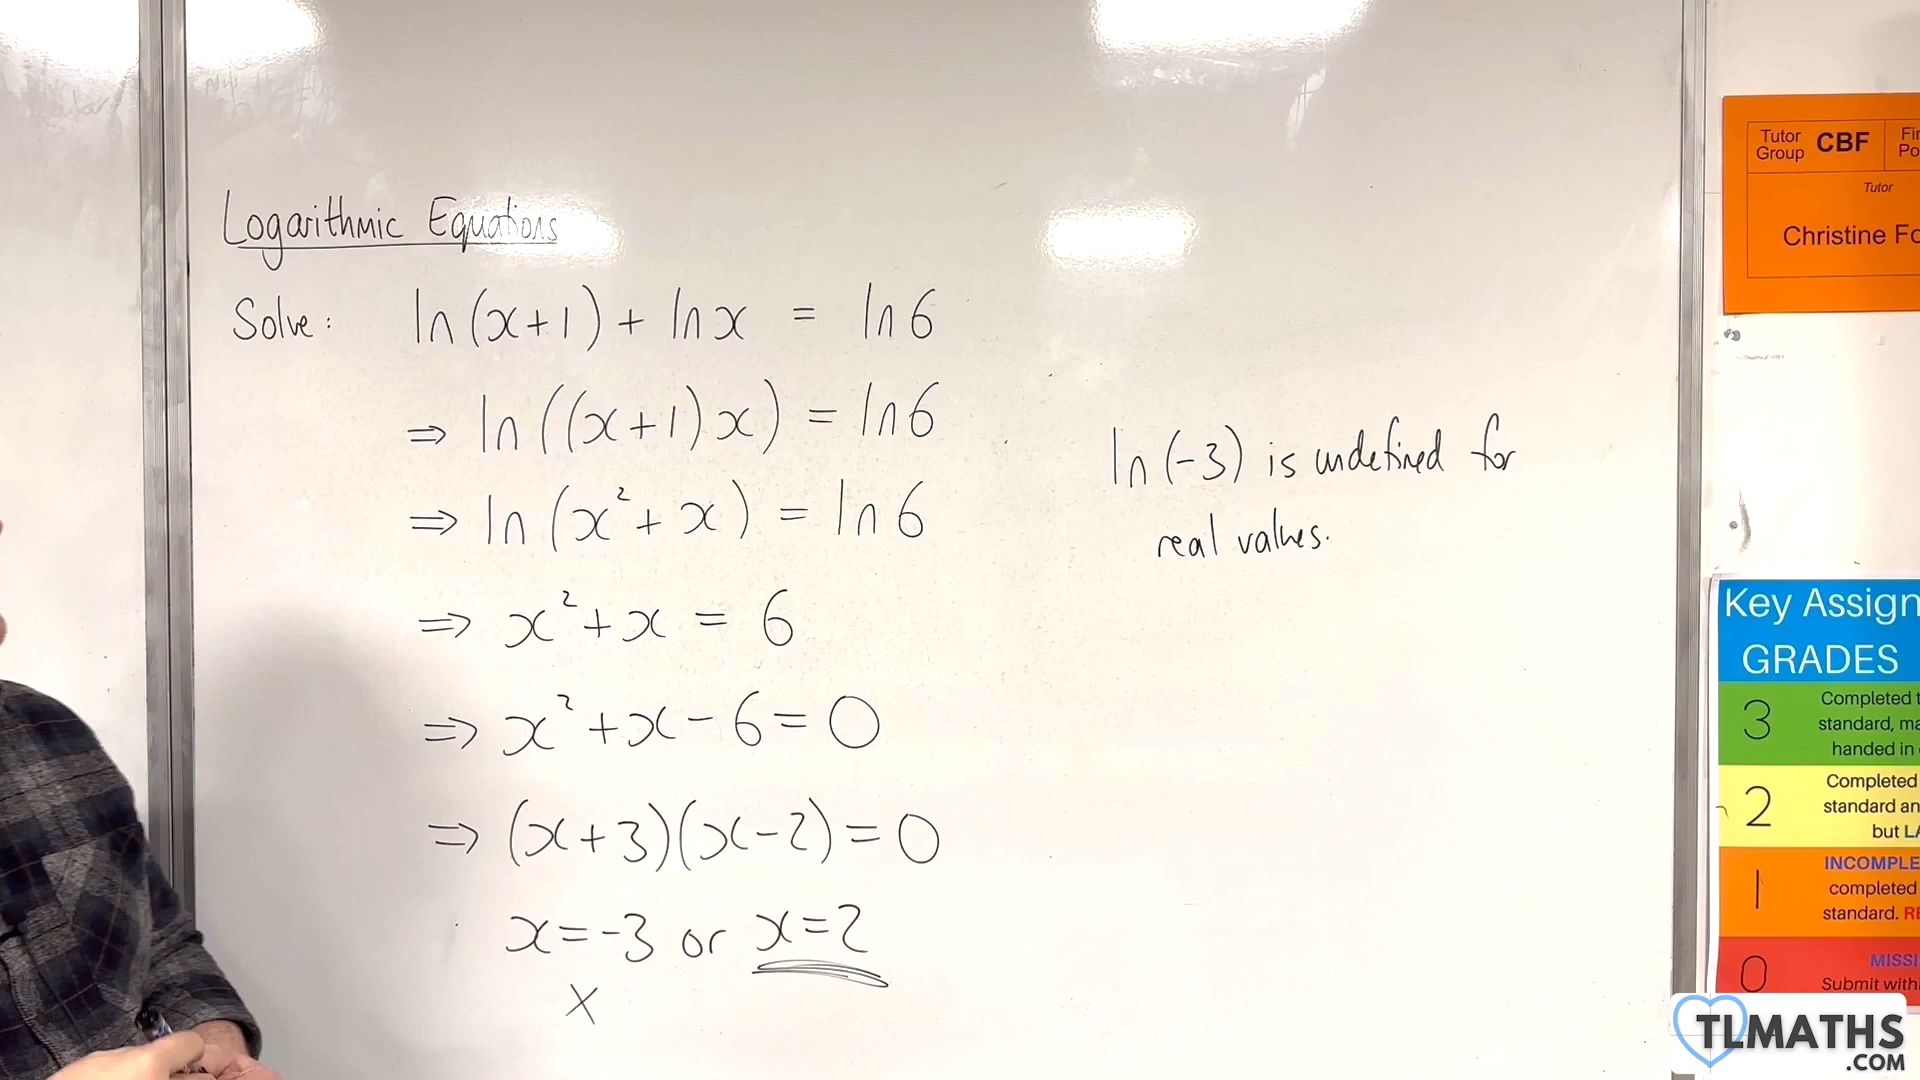 Logarithmic Equations
Solve: ln(x+1) + lnx = ln6
⇒ ln((x+1)x) = ln6
⇒ ln(x²+x) = ln6
⇒ x²+x = 6
⇒ x²+x-6=0
⇒ (x+3)(x-2)=0
x=-3 or x=2
X
ln(-3) is undefined for
real values.
Tutor
Group CBF
Tutor
Christine
Key Assign
GRADES
3
Completed
standard,
handed in
2
Completed
standard
but
1
INCOMPLE
completed
standard.
0
MISSI
Submit
TLMATHS
.COM